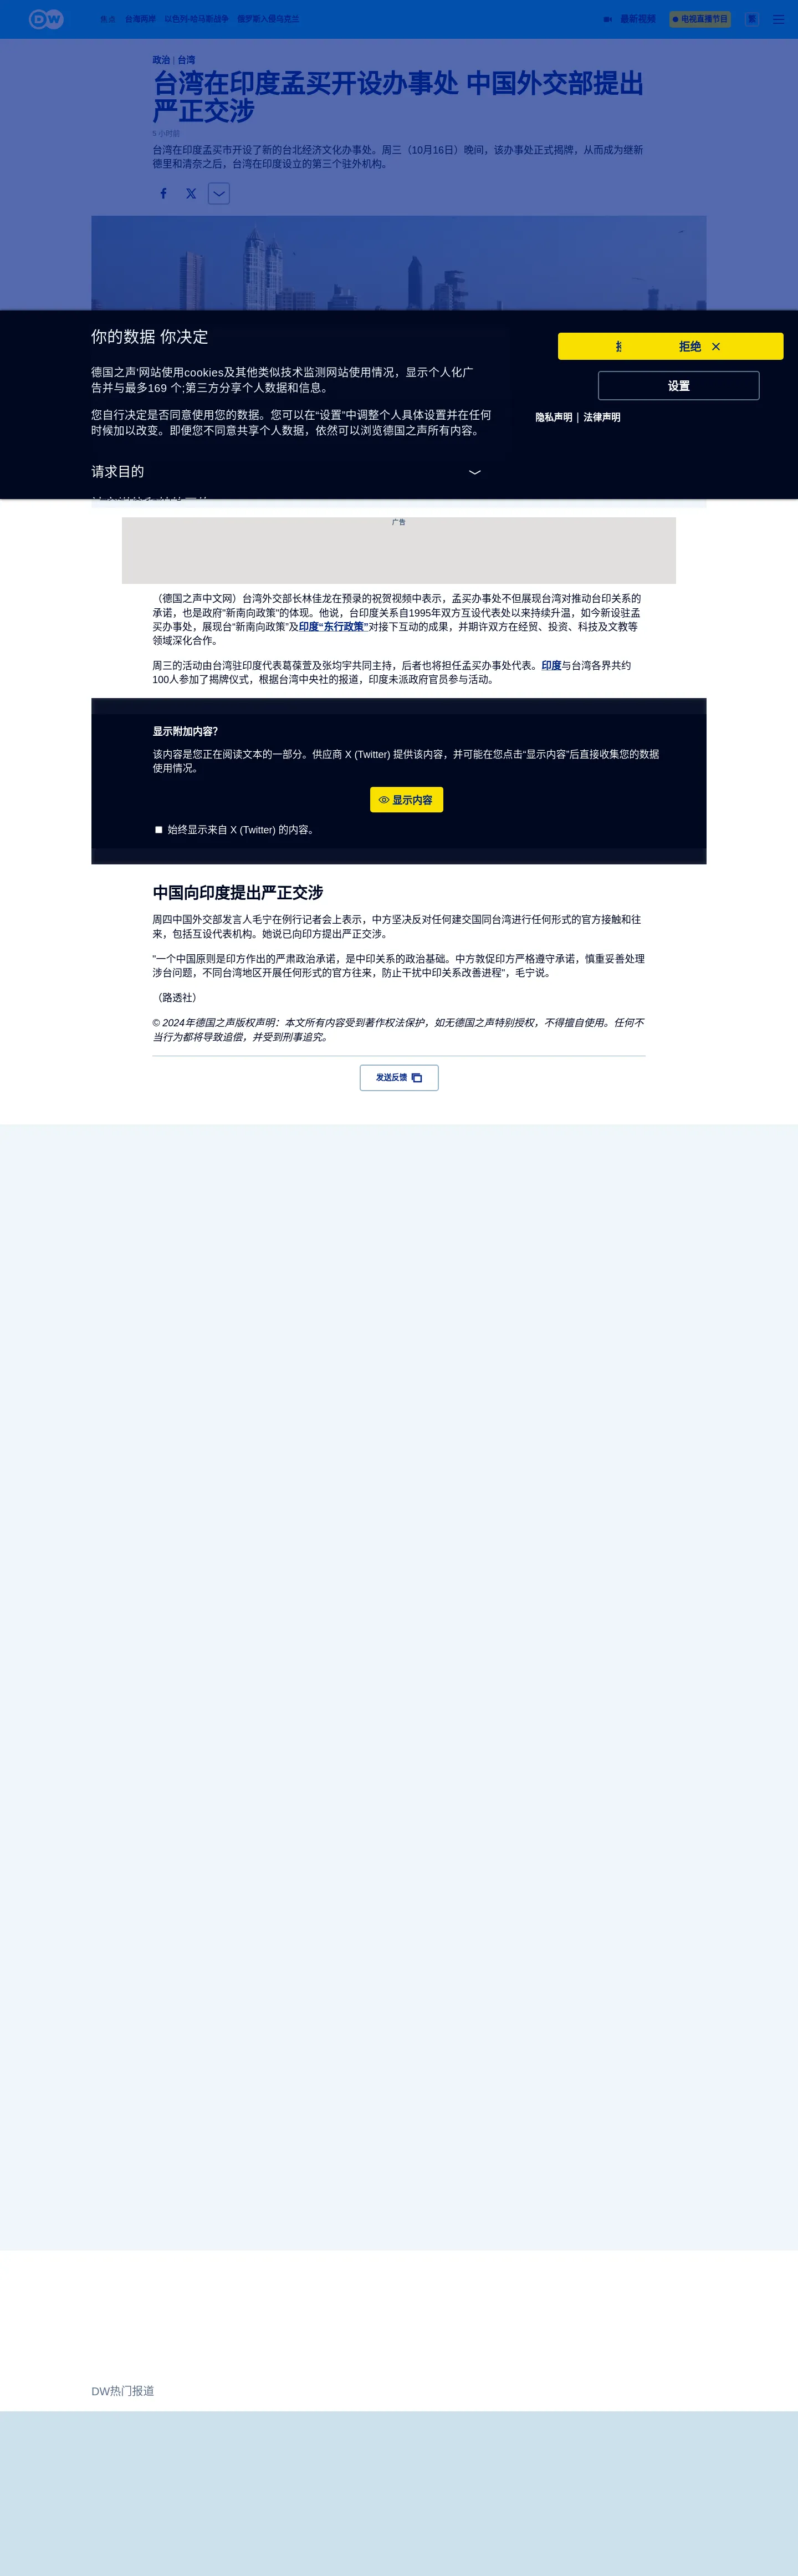 DW
焦点
台海两岸
以色列-哈马斯战争
俄罗斯入侵乌克兰
最新视频
电视直播节目
繁
政治 | 台湾
台湾在印度孟买开设办事处 中国外交部提出
严正交涉
5 小时前
台湾在印度孟买市开设了新的台北经济文化办事处。周三（10月16日）晚间，该办事处正式揭牌，从而成为继新
德里和清奈之后，台湾在印度设立的第三个驻外机构。
你的数据 你决定
德国之声'网站使用cookies及其他类似技术监测网站使用情况，显示个人化广
告并与最多169 个;第三方分享个人数据和信息。
您自行决定是否同意使用您的数据。您可以在“设置”中调整个人具体设置并在任何
时候加以改变。即便您不同意共享个人数据，依然可以浏览德国之声所有内容。
请求目的
拒绝
设置
隐私声明 | 法律声明
广告
（德国之声中文网）台湾外交部长林佳龙在预录的祝贺视频中表示，孟买办事处不但展现台湾对推动台印关系的
承诺，也是政府"新南向政策"的体现。他说，台印度关系自1995年双方互设代表处以来持续升温，如今新设驻孟
买办事处，展现台“新南向政策”及印度“东行政策”对接下互动的成果，并期许双方在经贸、投资、科技及文教等
领域深化合作。
周三的活动由台湾驻印度代表葛葆萱及张均宇共同主持，后者也将担任孟买办事处代表。印度与台湾各界共约
100人参加了揭牌仪式，根据台湾中央社的报道，印度未派政府官员参与活动。
显示附加内容？
该内容是您正在阅读文本的一部分。供应商 X (Twitter) 提供该内容，并可能在您点击“显示内容”后直接收集您的数据
使用情况。
显示内容
始终显示来自 X (Twitter) 的内容。
中国向印度提出严正交涉
周四中国外交部发言人毛宁在例行记者会上表示，中方坚决反对任何建交国同台湾进行任何形式的官方接触和往
来，包括互设代表机构。她说已向印方提出严正交涉。
"一个中国原则是印方作出的严肃政治承诺，是中印关系的政治基础。中方敦促印方严格遵守承诺，慎重妥善处理
涉台问题，不同台湾地区开展任何形式的官方往来，防止干扰中印关系改善进程"，毛宁说。
（路透社）
© 2024年德国之声版权声明：本文所有内容受到著作权法保护，如无德国之声特别授权，不得擅自使用。任何不
当行为都将导致追偿，并受到刑事追究。
发送反馈
DW热门报道